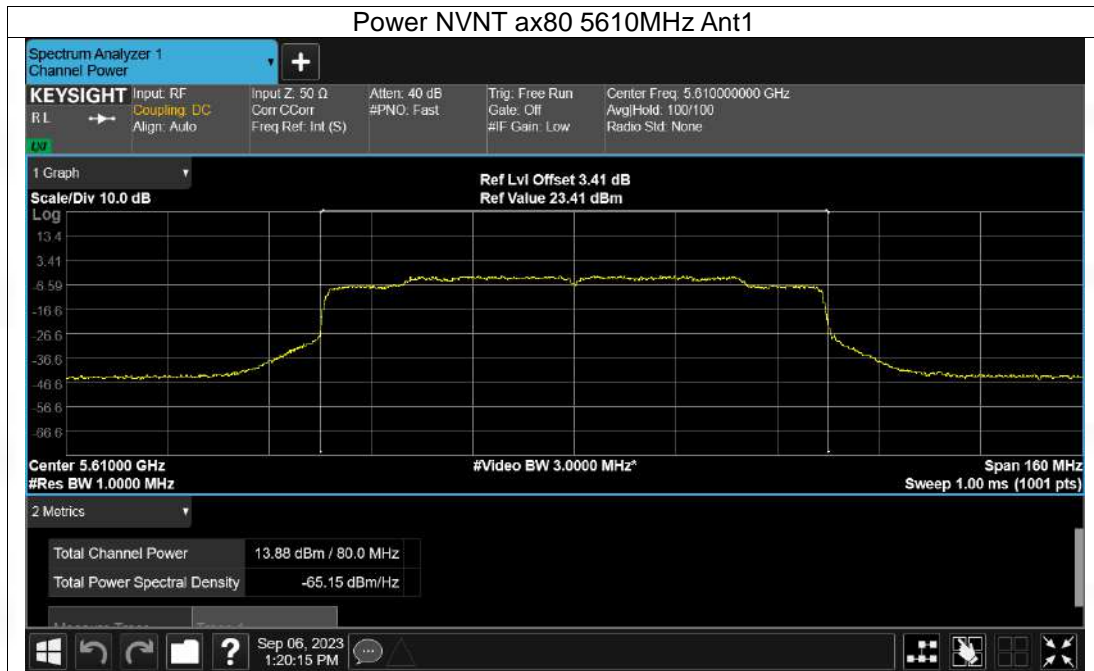 Power NVNT ax80 5610MHz Ant1
Spectrum Analyzer 1
Channel Power
KEYSIGHT
R L
LXI
Input: RF
Coupling: DC
Align: Auto
Input Z: 50 Ω
Corr CCorr
Freq Ref: Int (S)
Atten: 40 dB
#PNO: Fast
Trig: Free Run
Gate: Off
#IF Gain: Low
Center Freq: 5.610000000 GHz
Avg|Hold: 100/100
Radio Std: None
1 Graph
Scale/Div 10.0 dB
Ref Lvl Offset 3.41 dB
Ref Value 23.41 dBm
Log
13.4
3.41
-6.59
-16.6
-26.6
-36.6
-46.6
-56.6
-66.6
Center 5.61000 GHz
#Res BW 1.0000 MHz
#Video BW 3.0000 MHz*
Span 160 MHz
Sweep 1.00 ms (1001 pts)
2 Metrics
Total Channel Power 13.88 dBm / 80.0 MHz
Total Power Spectral Density -65.15 dBm/Hz
Sep 06, 2023
1:20:15 PM